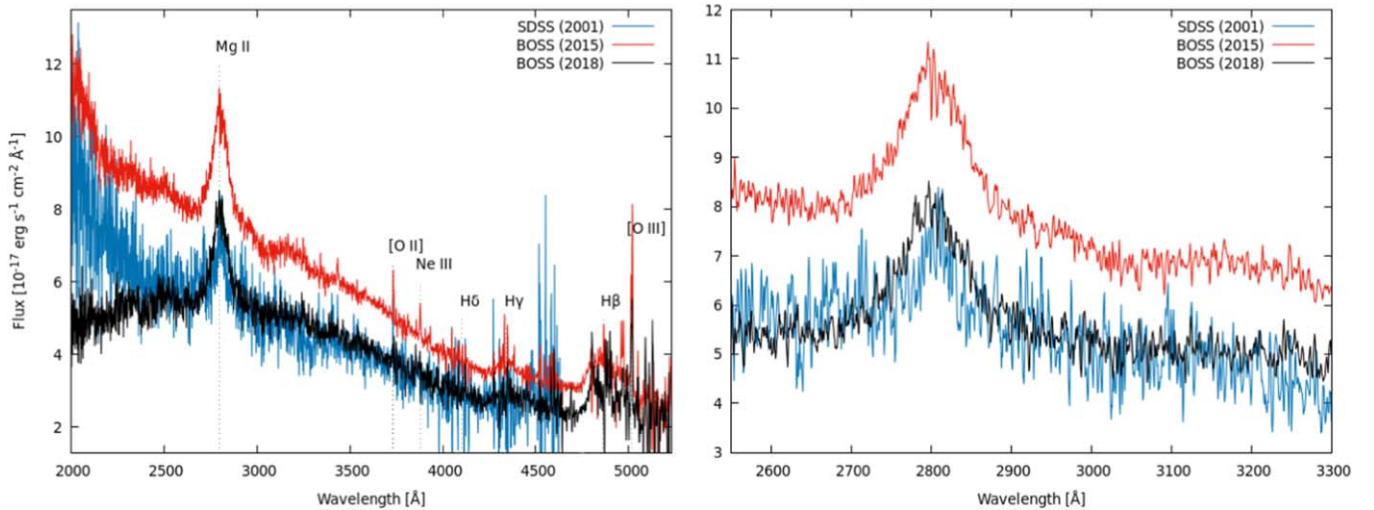 SDSS (2001)
BOSS (2015)
BOSS (2018)
Mg II
[O II]
Ne III
Hδ
Hγ
Hβ
[O III]
12
10
8
6
4
2
Flux [10⁻¹⁷ erg s⁻¹ cm⁻² Å⁻¹]
2000 2500 3000 3500 4000 4500 5000
Wavelength [Å]
SDSS (2001)
BOSS (2015)
BOSS (2018)
12
11
10
9
8
7
6
5
4
3
2600 2700 2800 2900 3000 3100 3200 3300
Wavelength [Å]